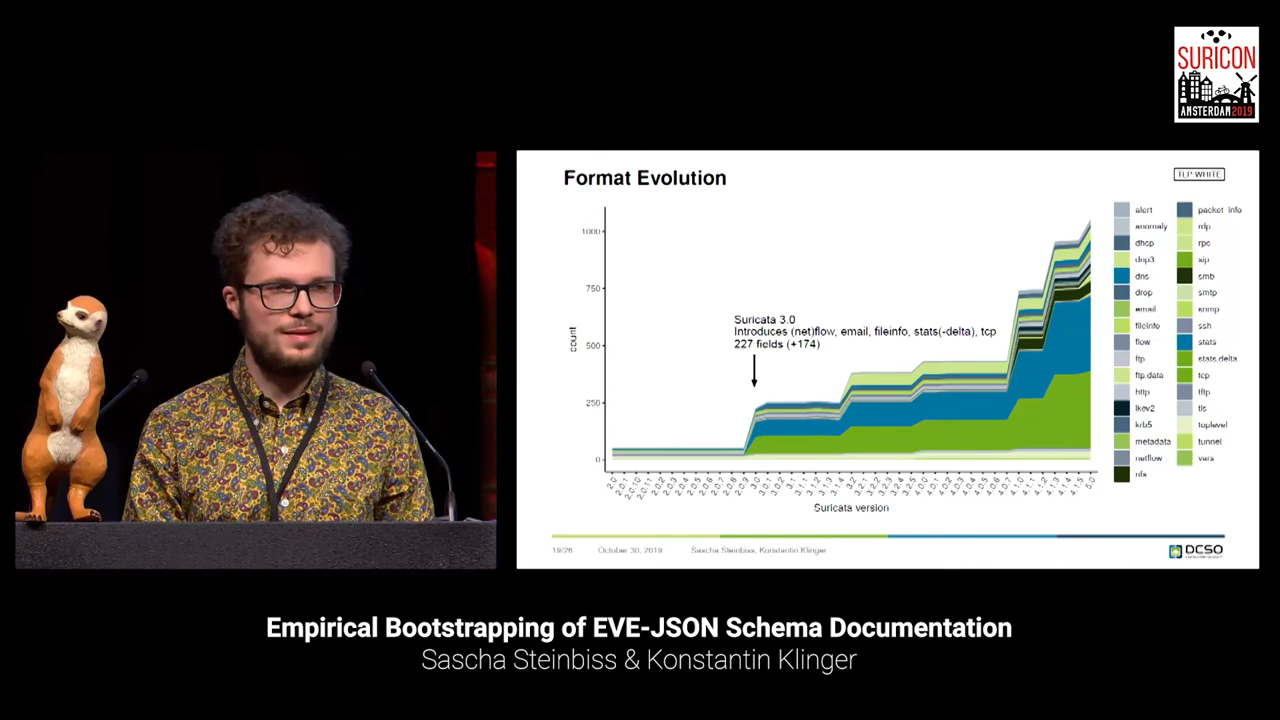 SURICON
AMSTERDAM2019
Format Evolution
TLP:WHITE
count
1000
750
500
250
0
Suricata 3.0
Introduces (net)flow, email, fileinfo, stats(-delta), tcp
227 fields (+174)
Suricata version
alert
anomaly
dhcp
dnp3
dns
drop
email
fileinfo
flow
ftp
ftp.data
http
ikev2
krb5
metadata
netflow
nfs
packet_info
rdp
rpc
sip
smb
smtp
snmp
ssh
stats
stats.delta
tcp
tftp
tls
toplevel
tunnel
vars
19/26 October 30, 2019 Sascha Steinbiss, Konstantin Klinger
DCSO
Empirical Bootstrapping of EVE-JSON Schema Documentation
Sascha Steinbiss & Konstantin Klinger